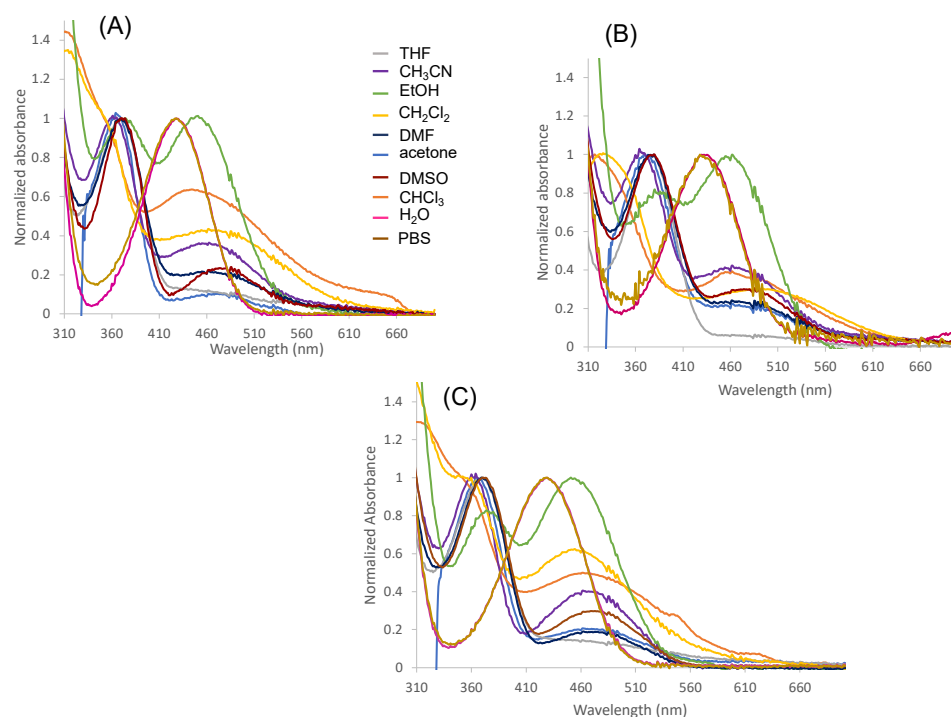 (A)
Normalized absorbance
1.4
1.2
1
0.8
0.6
0.4
0.2
0
310 360 410 460 510 560 610 660
Wavelength (nm)
THF
CH₃CN
EtOH
CH₂Cl₂
DMF
acetone
DMSO
CHCl₃
H₂O
PBS
(B)
Normalized absorbance
1.4
1.2
1
0.8
0.6
0.4
0.2
0
310 360 410 460 510 560 610 660
Wavelength (nm)
(C)
Normalized Absorbance
1.4
1.2
1
0.8
0.6
0.4
0.2
0
310 360 410 460 510 560 610 660
Wavelength (nm)